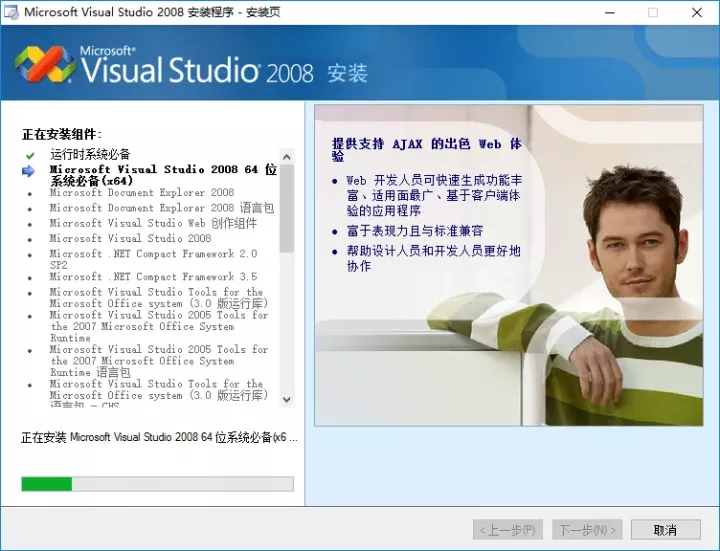 Microsoft Visual Studio 2008 安装程序 - 安装页
Microsoft®
Visual Studio® 2008 安装
正在安装组件:
运行时系统必备
Microsoft Visual Studio 2008 64 位
系统必备(x64)
Microsoft Document Explorer 2008
Microsoft Document Explorer 2008 语言包
Microsoft Visual Studio Web 创作组件
Microsoft Visual Studio 2008
Microsoft .NET Compact Framework 2.0
SP2
Microsoft .NET Compact Framework 3.5
Microsoft Visual Studio Tools for the
Microsoft Office system (3.0 版运行库)
Microsoft Visual Studio 2005 Tools for
the 2007 Microsoft Office System
Runtime
Microsoft Visual Studio 2005 Tools for
the 2007 Microsoft Office System
Runtime 语言包
Microsoft Visual Studio Tools for the
Microsoft Office system (3.0 版运行库)
语言包 - CHS
正在安装 Microsoft Visual Studio 2008 64 位系统必备(x6 ...
提供支持 AJAX 的出色 Web 体
验
• Web 开发人员可快速生成功能丰
富、适用面最广、基于客户端体
验的应用程序
• 富于表现力且与标准兼容
• 帮助设计人员和开发人员更好地
协作
<上一步(P)
下一步(N)>
取消